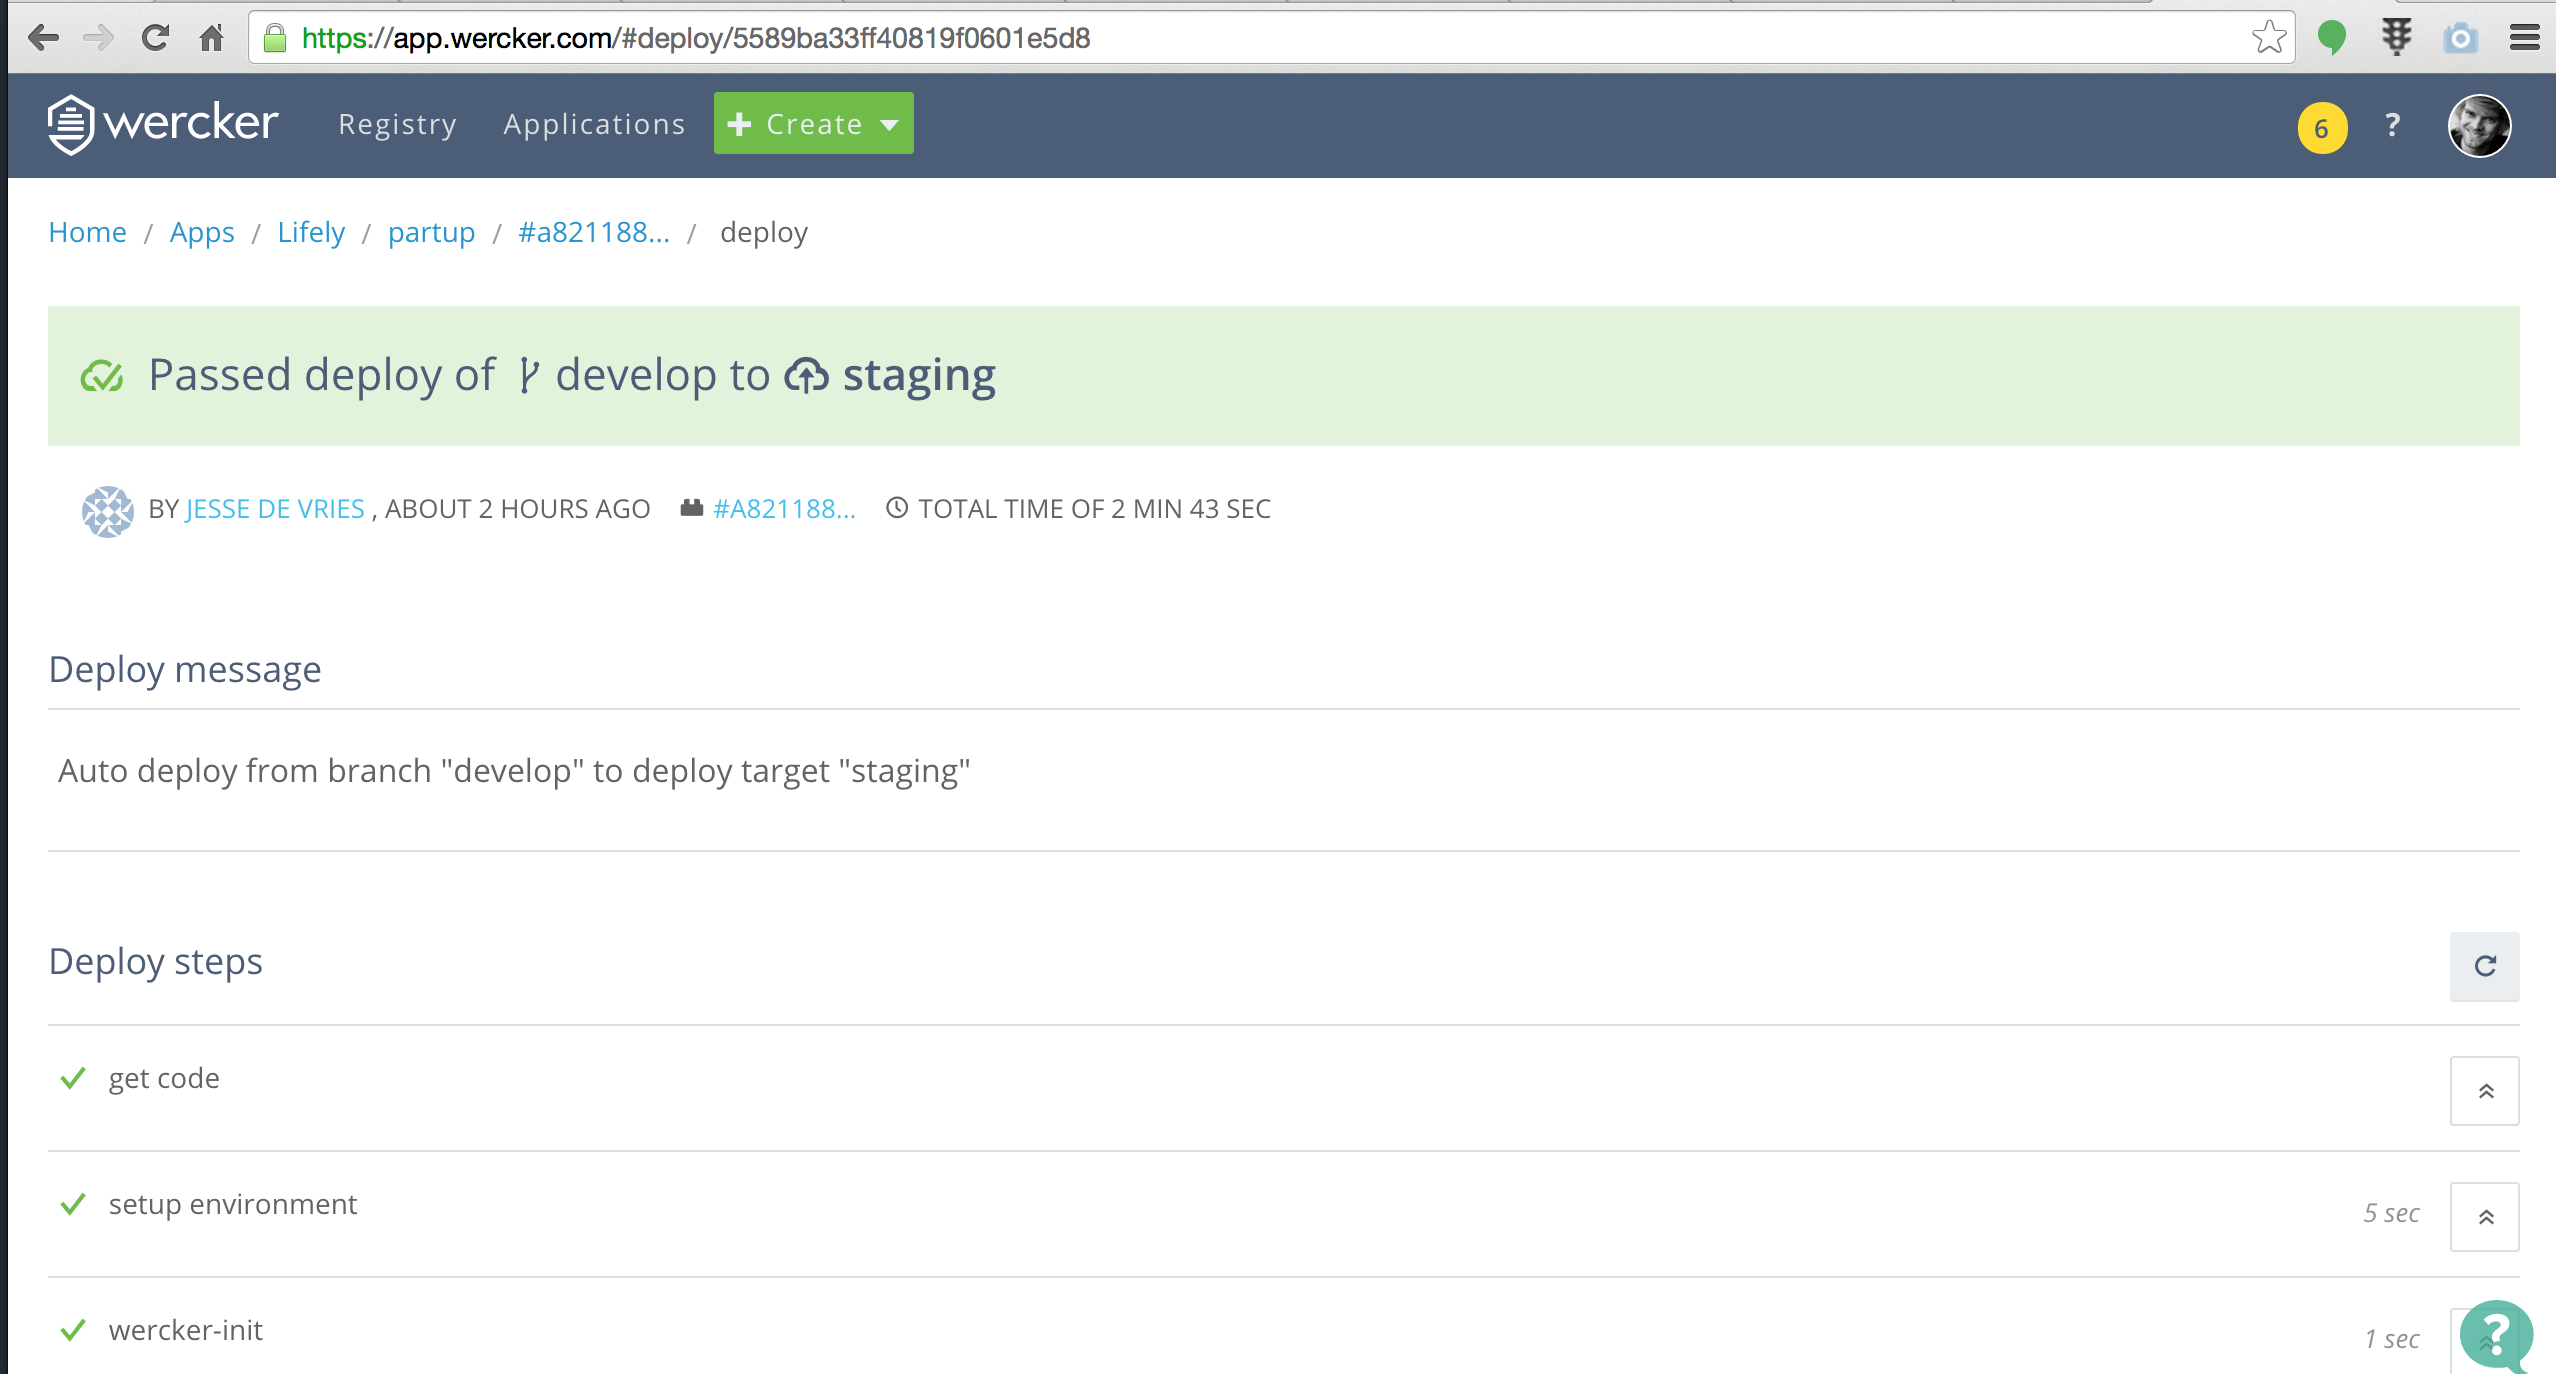 https://app.wercker.com/#deploy/5589ba33ff40819f0601e5d8
wercker Registry Applications Create 6 ?
Home / Apps / Lifely / partup / #a821188... / deploy
Passed deploy of develop to staging
BY JESSE DE VRIES , ABOUT 2 HOURS AGO #A821188... TOTAL TIME OF 2 MIN 43 SEC
Deploy message
Auto deploy from branch "develop" to deploy target "staging"
Deploy steps
get code
setup environment 5 sec
wercker-init 1 sec
?